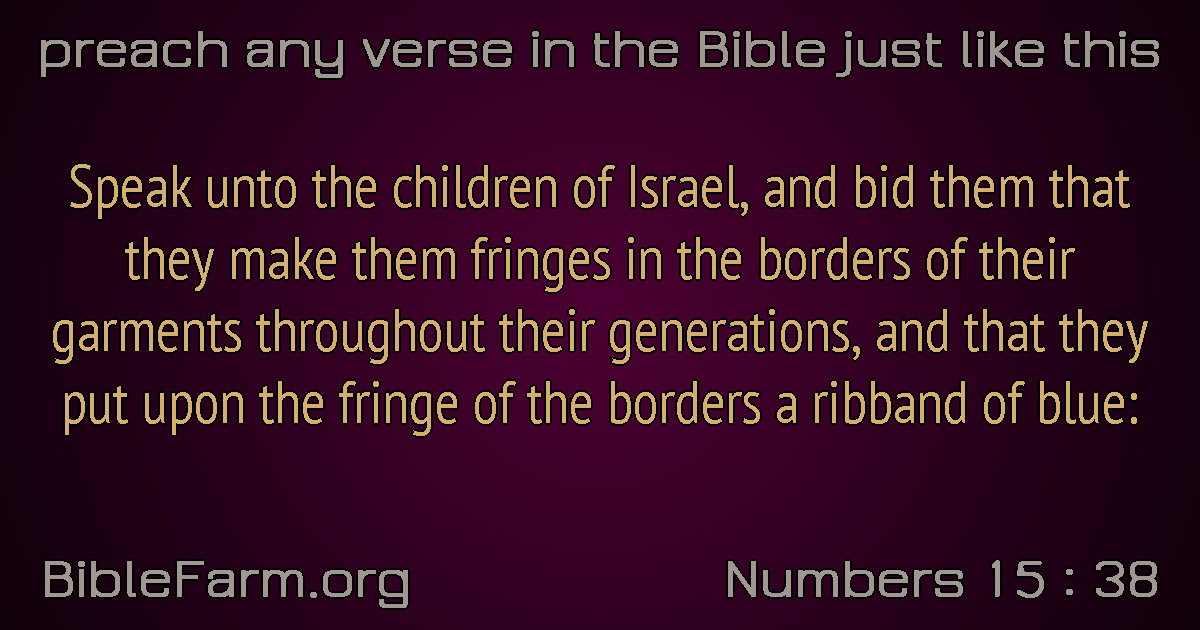 preach any verse in the Bible just like this
Speak unto the children of Israel, and bid them that
they make them fringes in the borders of their
garments throughout their generations, and that they
put upon the fringe of the borders a ribband of blue:
BibleFarm.org
Numbers 15 : 38